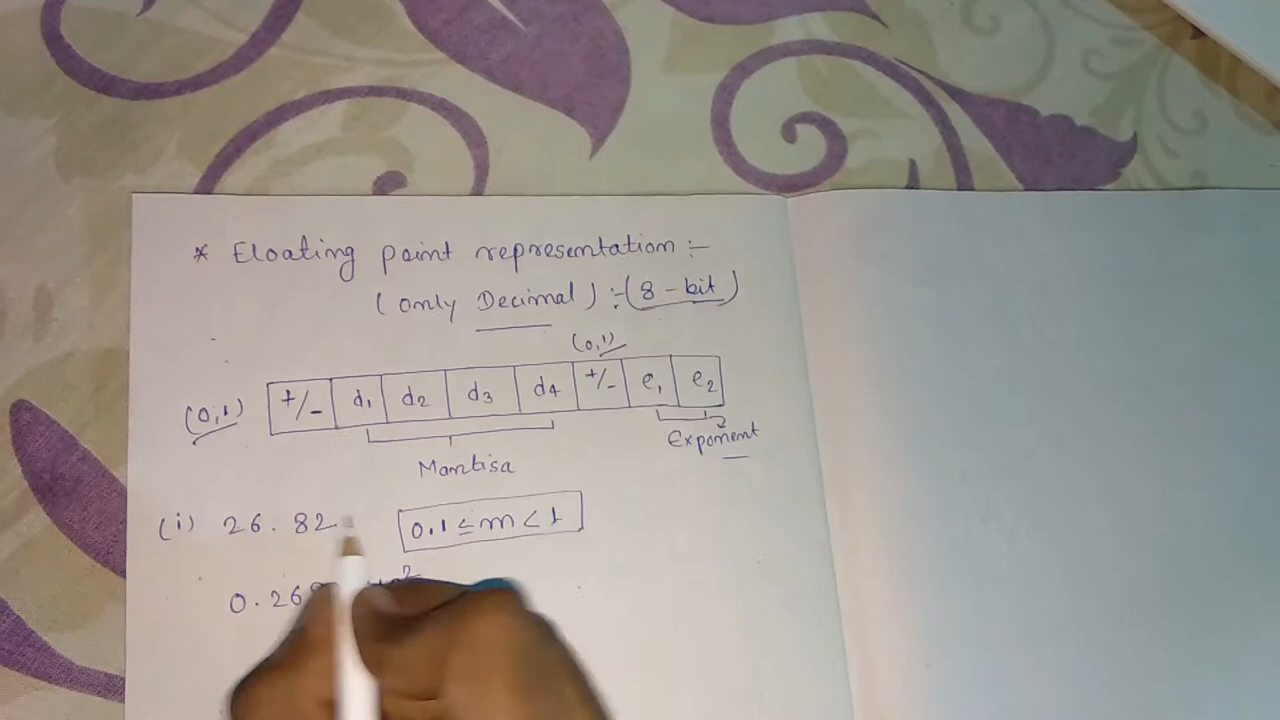 * Floating point representation :-
(only Decimal) :- (8-bit)
(0,1)
(0,1) +/- d1 d2 d3 d4 +/- e1 e2
Mantisa Exponent
(i) 26.82 0.1 ≤ m < 1
0.26